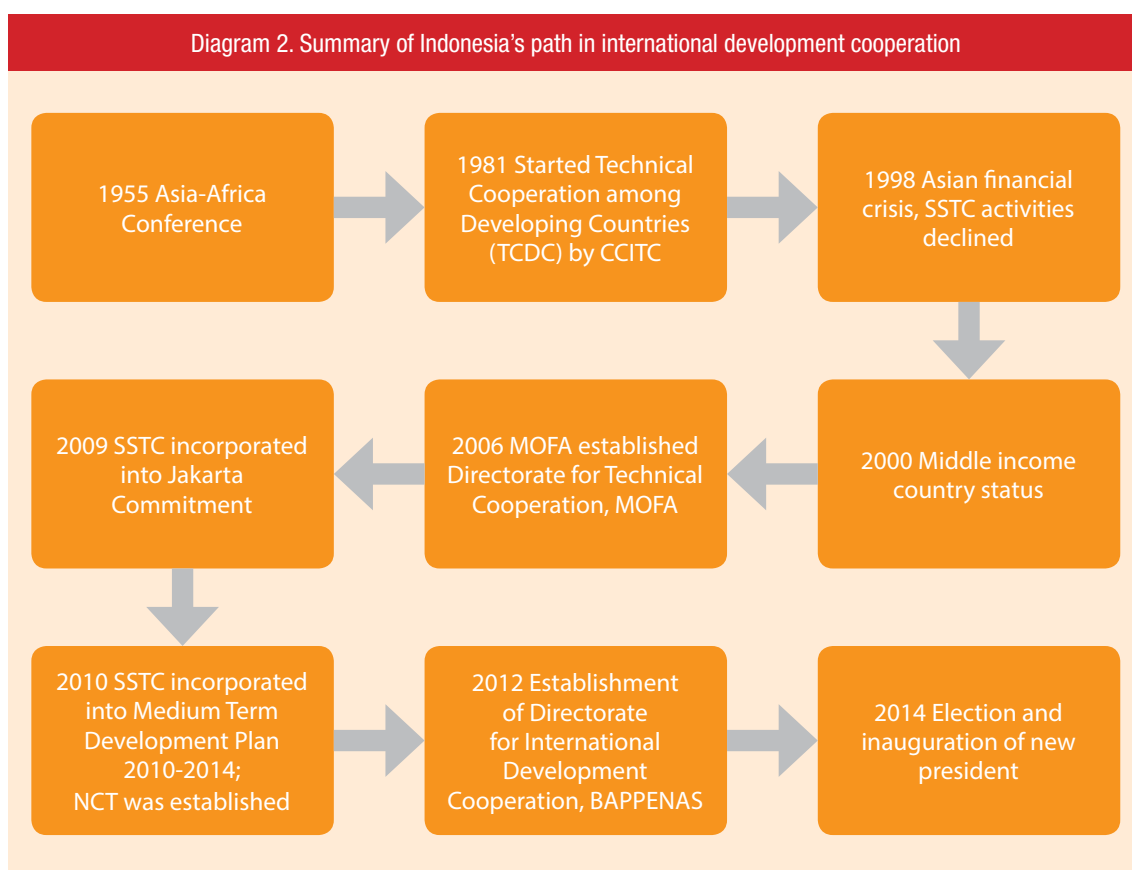 Diagram 2. Summary of Indonesia's path in international development cooperation
1955 Asia-Africa
Conference
1981 Started Technical
Cooperation among
Developing Countries
(TCDC) by CCITC
1998 Asian financial
crisis, SSTC activities
declined
2000 Middle income
country status
2006 MOFA established
Directorate for Technical
Cooperation, MOFA
2009 SSTC incorporated
into Jakarta
Commitment
2010 SSTC incorporated
into Medium Term
Development Plan
2010-2014;
NCT was established
2012 Establishment
of Directorate
for International
Development
Cooperation, BAPPENAS
2014 Election and
inauguration of new
president